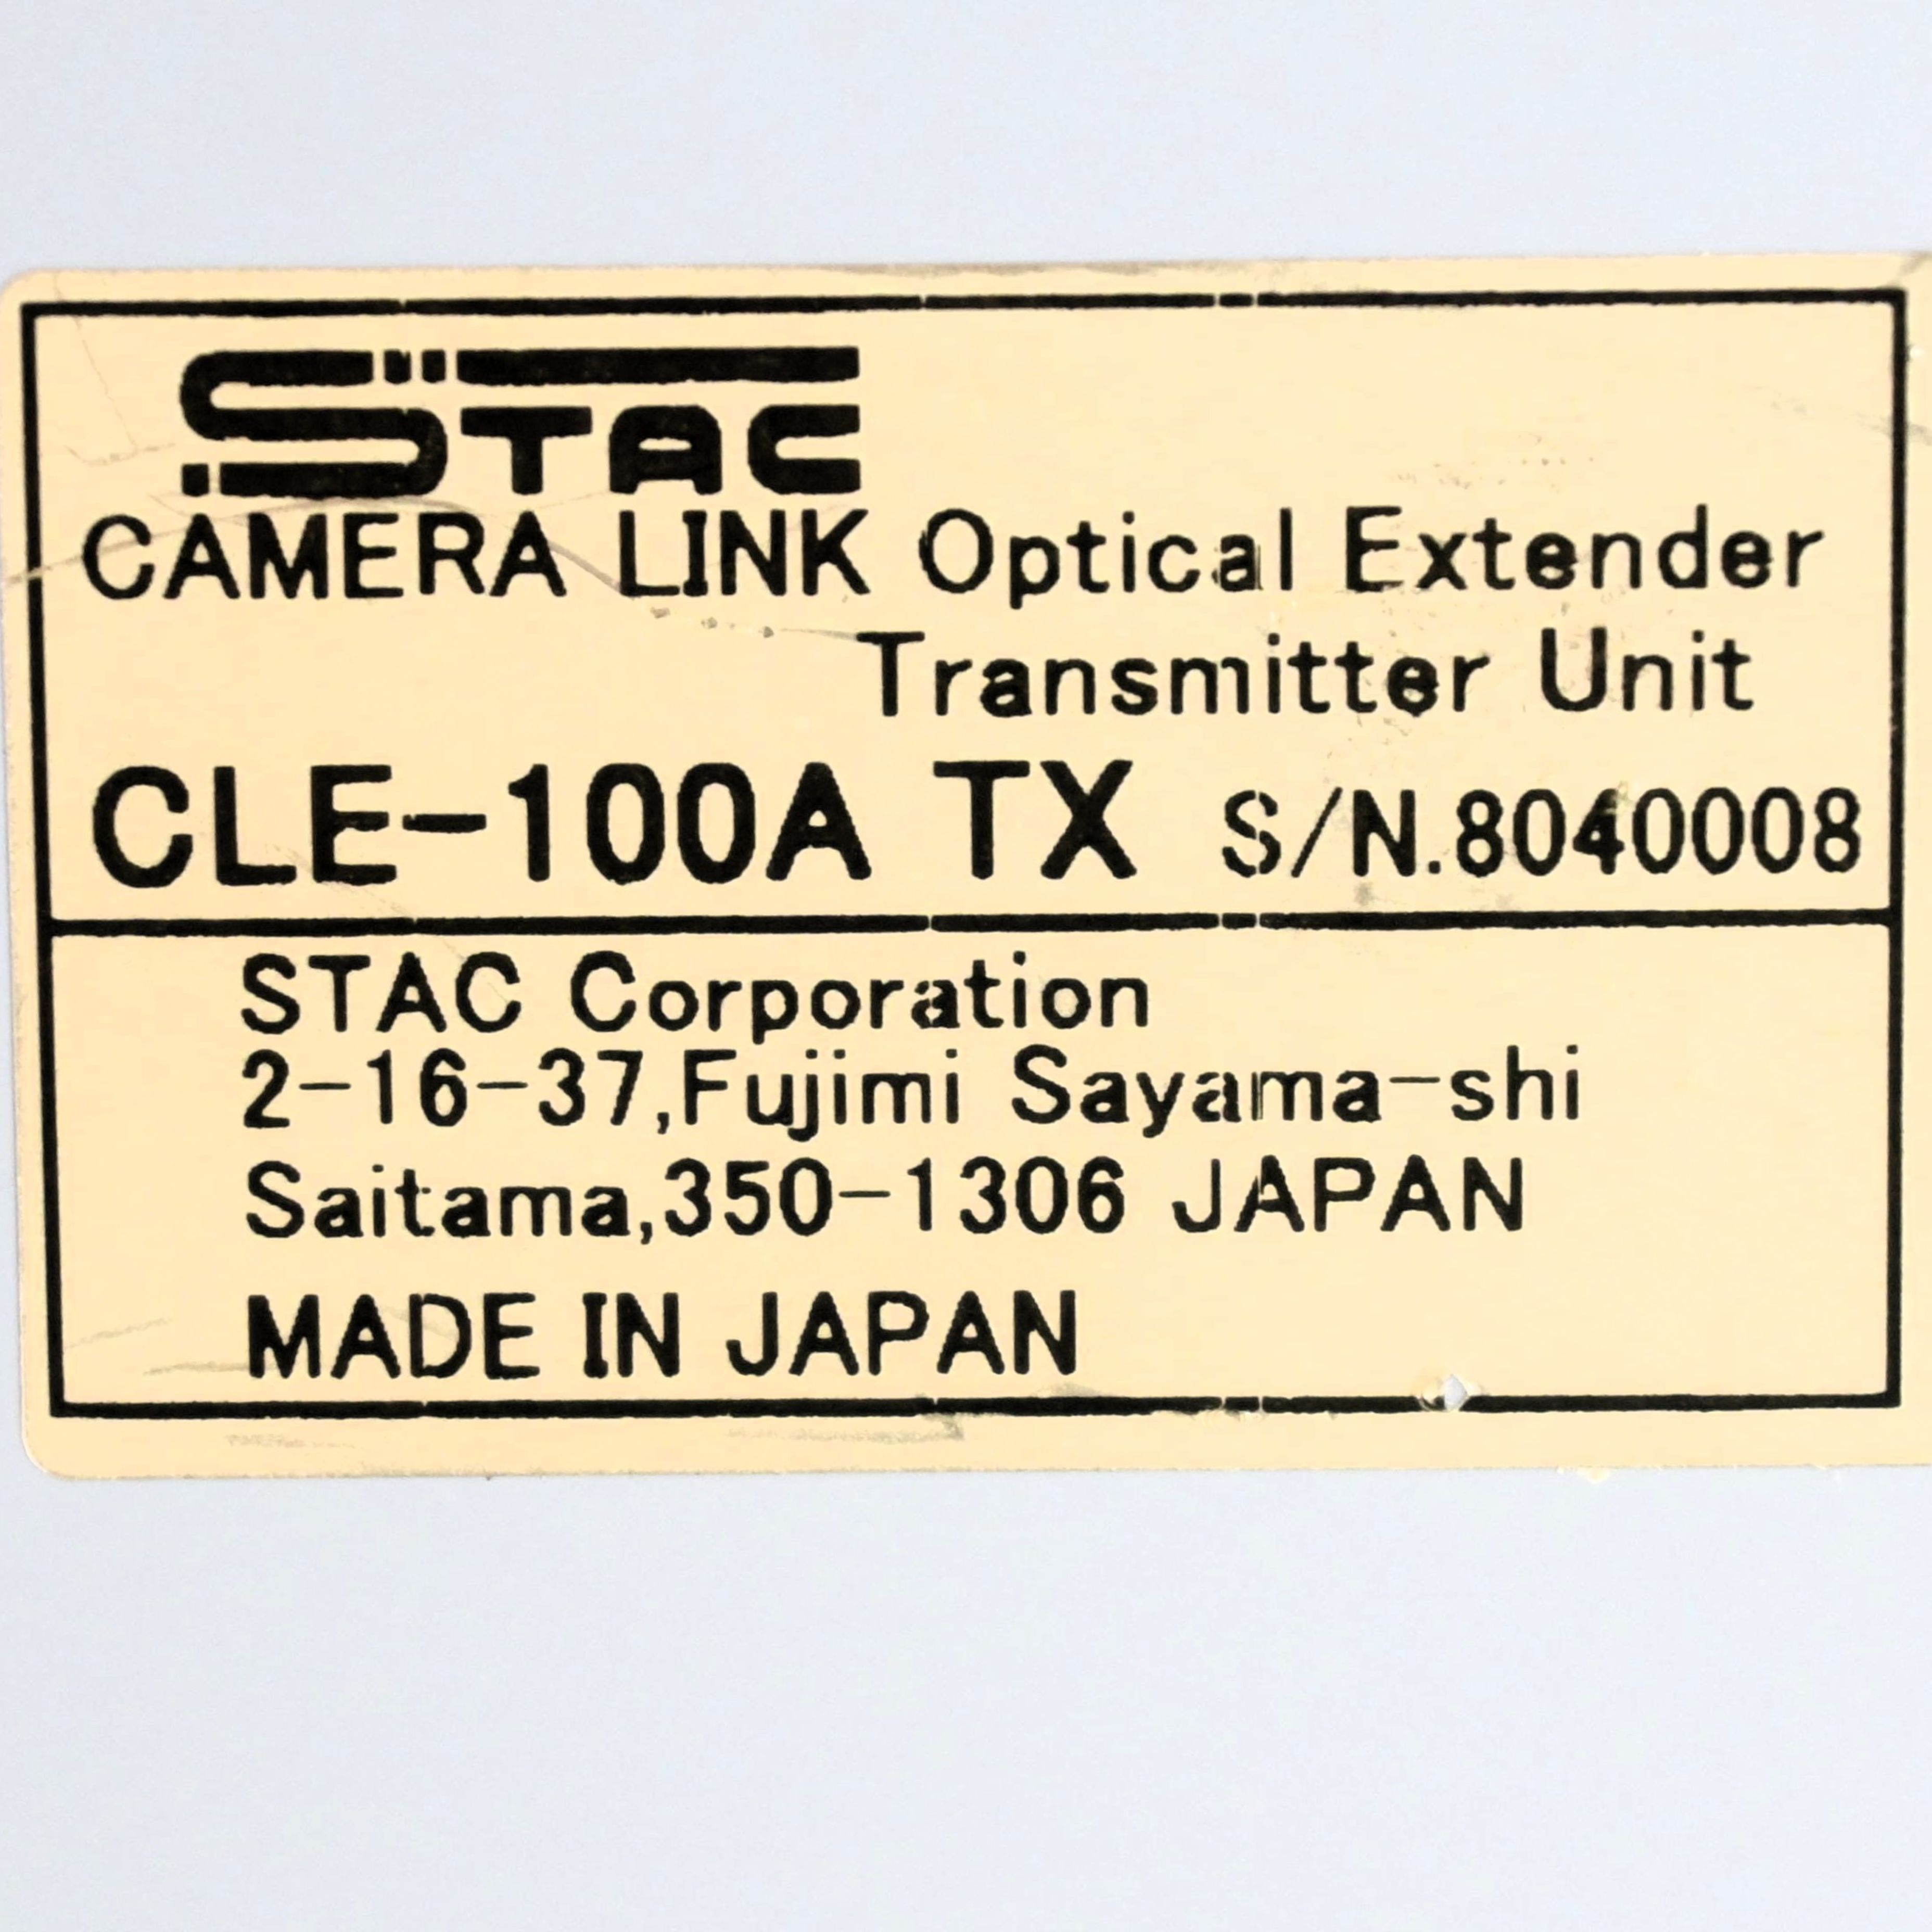 STAC
CAMERA LINK Optical Extender
Transmitter Unit
CLE-100A TX S/N.8040008
STAC Corporation
2-16-37,Fujimi Sayama-shi
Saitama,350-1306 JAPAN
MADE IN JAPAN